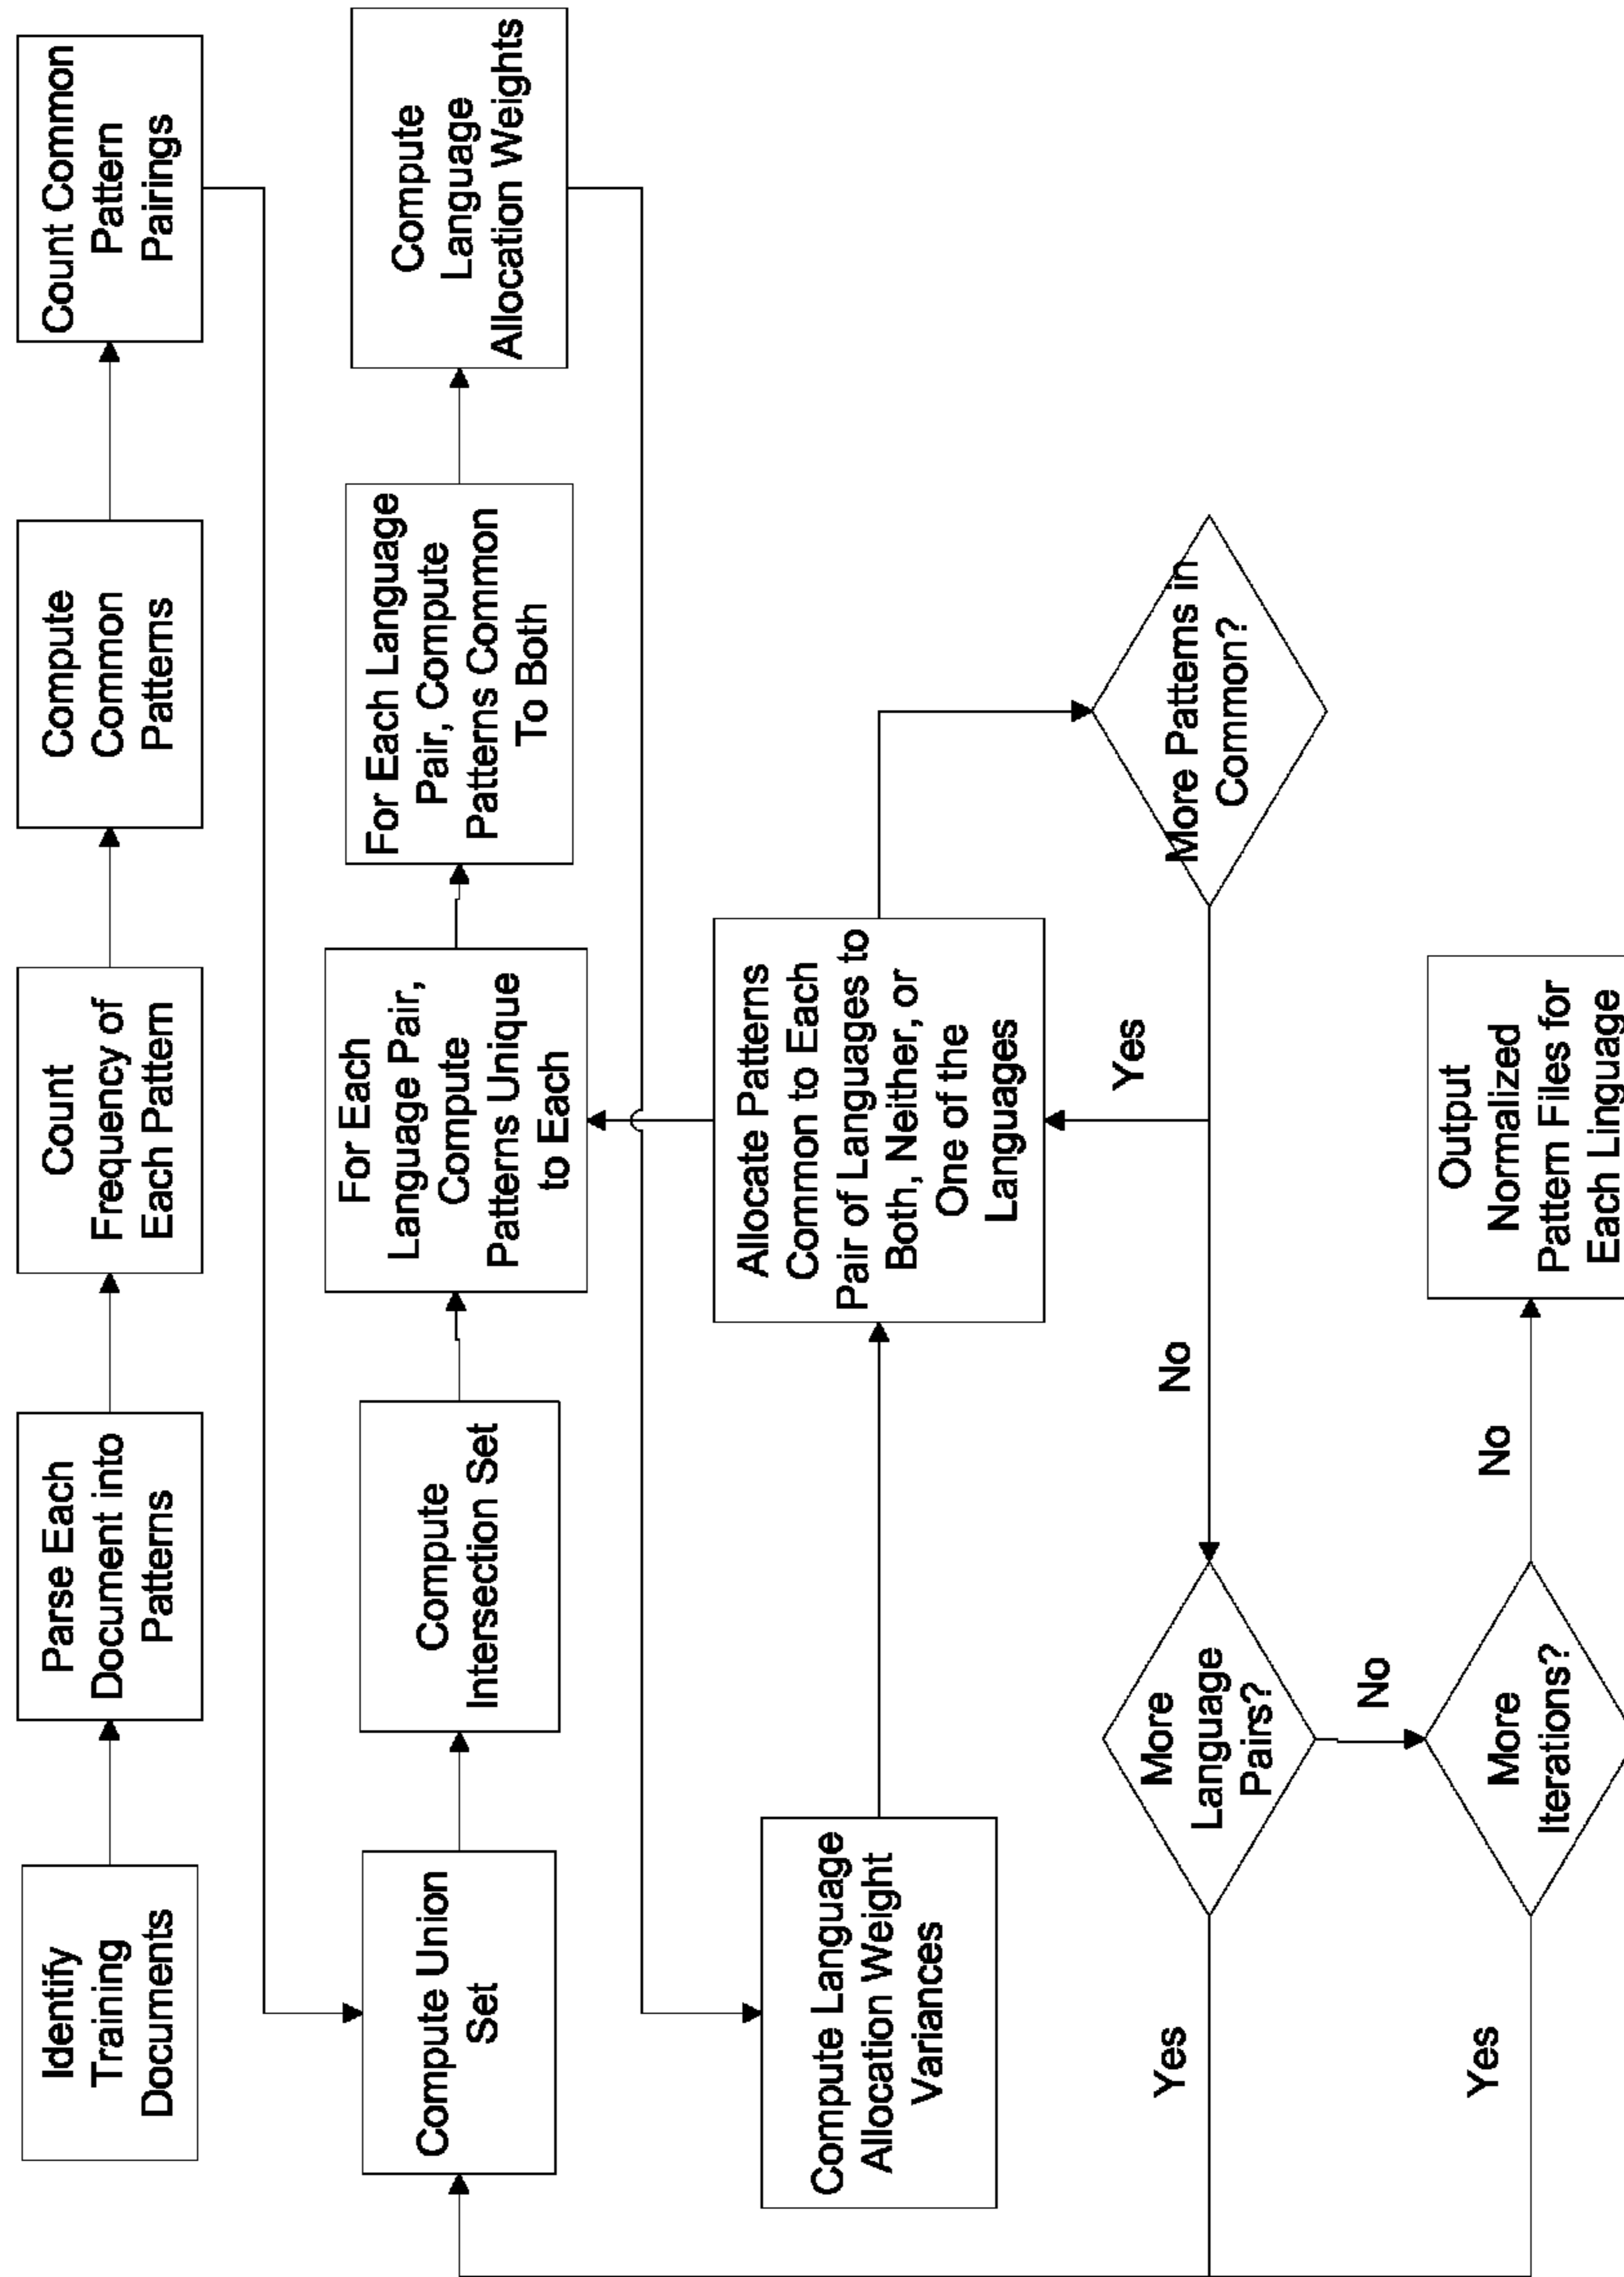 Identify
Training
Documents
Parse Each
Document into
Patterns
Count
Frequency of
Each Pattern
Compute
Common
Patterns
Count Common
Pattern
Pairings
Compute Union
Set
Compute
Intersection Set
For Each
Language Pair,
Compute
Patterns Unique
to Each
For Each Language
Pair, Compute
Patterns Common
To Both
Compute
Language
Allocation Weights
Compute Language
Allocation Weight
Variances
Allocate Patterns
Common to Each
Pair of Languages to
Both, Neither, or
One of the
Languages
More Patterns in
Common?
Yes
No
More
Language
Pairs?
Yes
No
More
Iterations?
Yes
No
Output
Normalized
Pattern Files for
Each Linguage